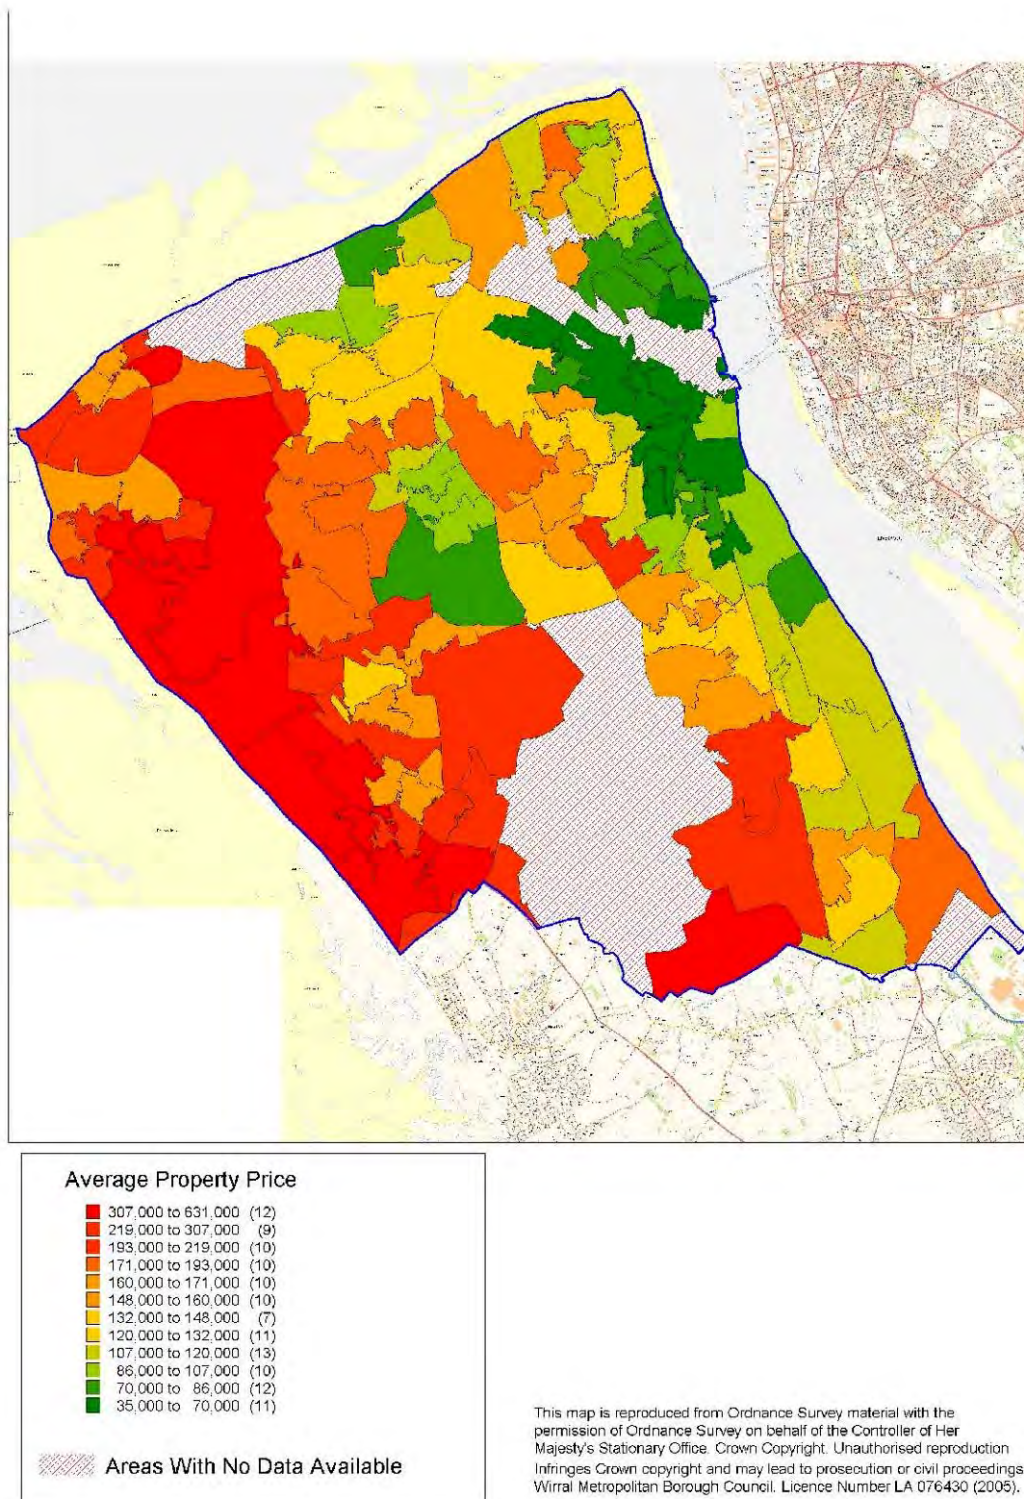 Average Property Price
307,000 to 631,000 (12)
219,000 to 307,000 (9)
193,000 to 219,000 (10)
171,000 to 193,000 (10)
160,000 to 171,000 (10)
148,000 to 160,000 (10)
132,000 to 148,000 (7)
120,000 to 132,000 (11)
107,000 to 120,000 (13)
86,000 to 107,000 (10)
70,000 to 86,000 (12)
35,000 to 70,000 (11)
Areas With No Data Available
This map is reproduced from Ordnance Survey material with the
permission of Ordnance Survey on behalf of the Controller of Her
Majesty's Stationary Office. Crown Copyright. Unauthorised reproduction
Infringes Crown copyright and may lead to prosecution or civil proceedings
Wirral Metropolitan Borough Council. Licence Number LA 076430 (2005).